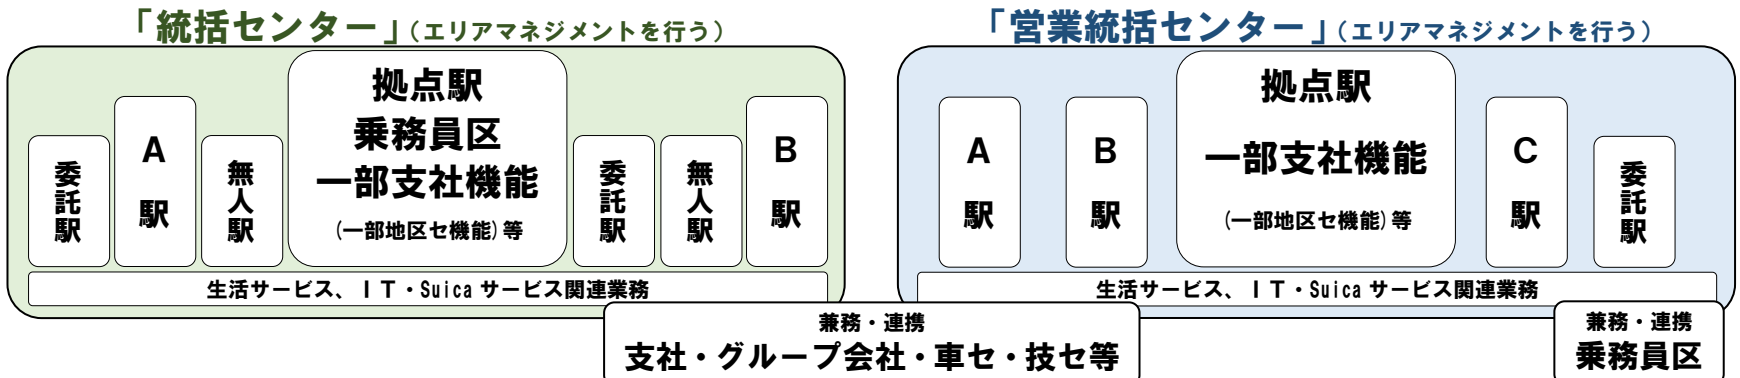 「統括センター」(エリアマネジメントを行う)
委託駅
A駅
無人駅
拠点駅
乗務員区
一部支社機能
(一部地区セ機能)等
委託駅
無人駅
B駅
生活サービス、IT・Suica サービス関連業務
「営業統括センター」(エリアマネジメントを行う)
A駅
B駅
拠点駅
一部支社機能
(一部地区セ機能)等
C駅
委託駅
生活サービス、IT・Suica サービス関連業務
兼務・連携
支社・グループ会社・車セ・技セ等
兼務・連携
乗務員区